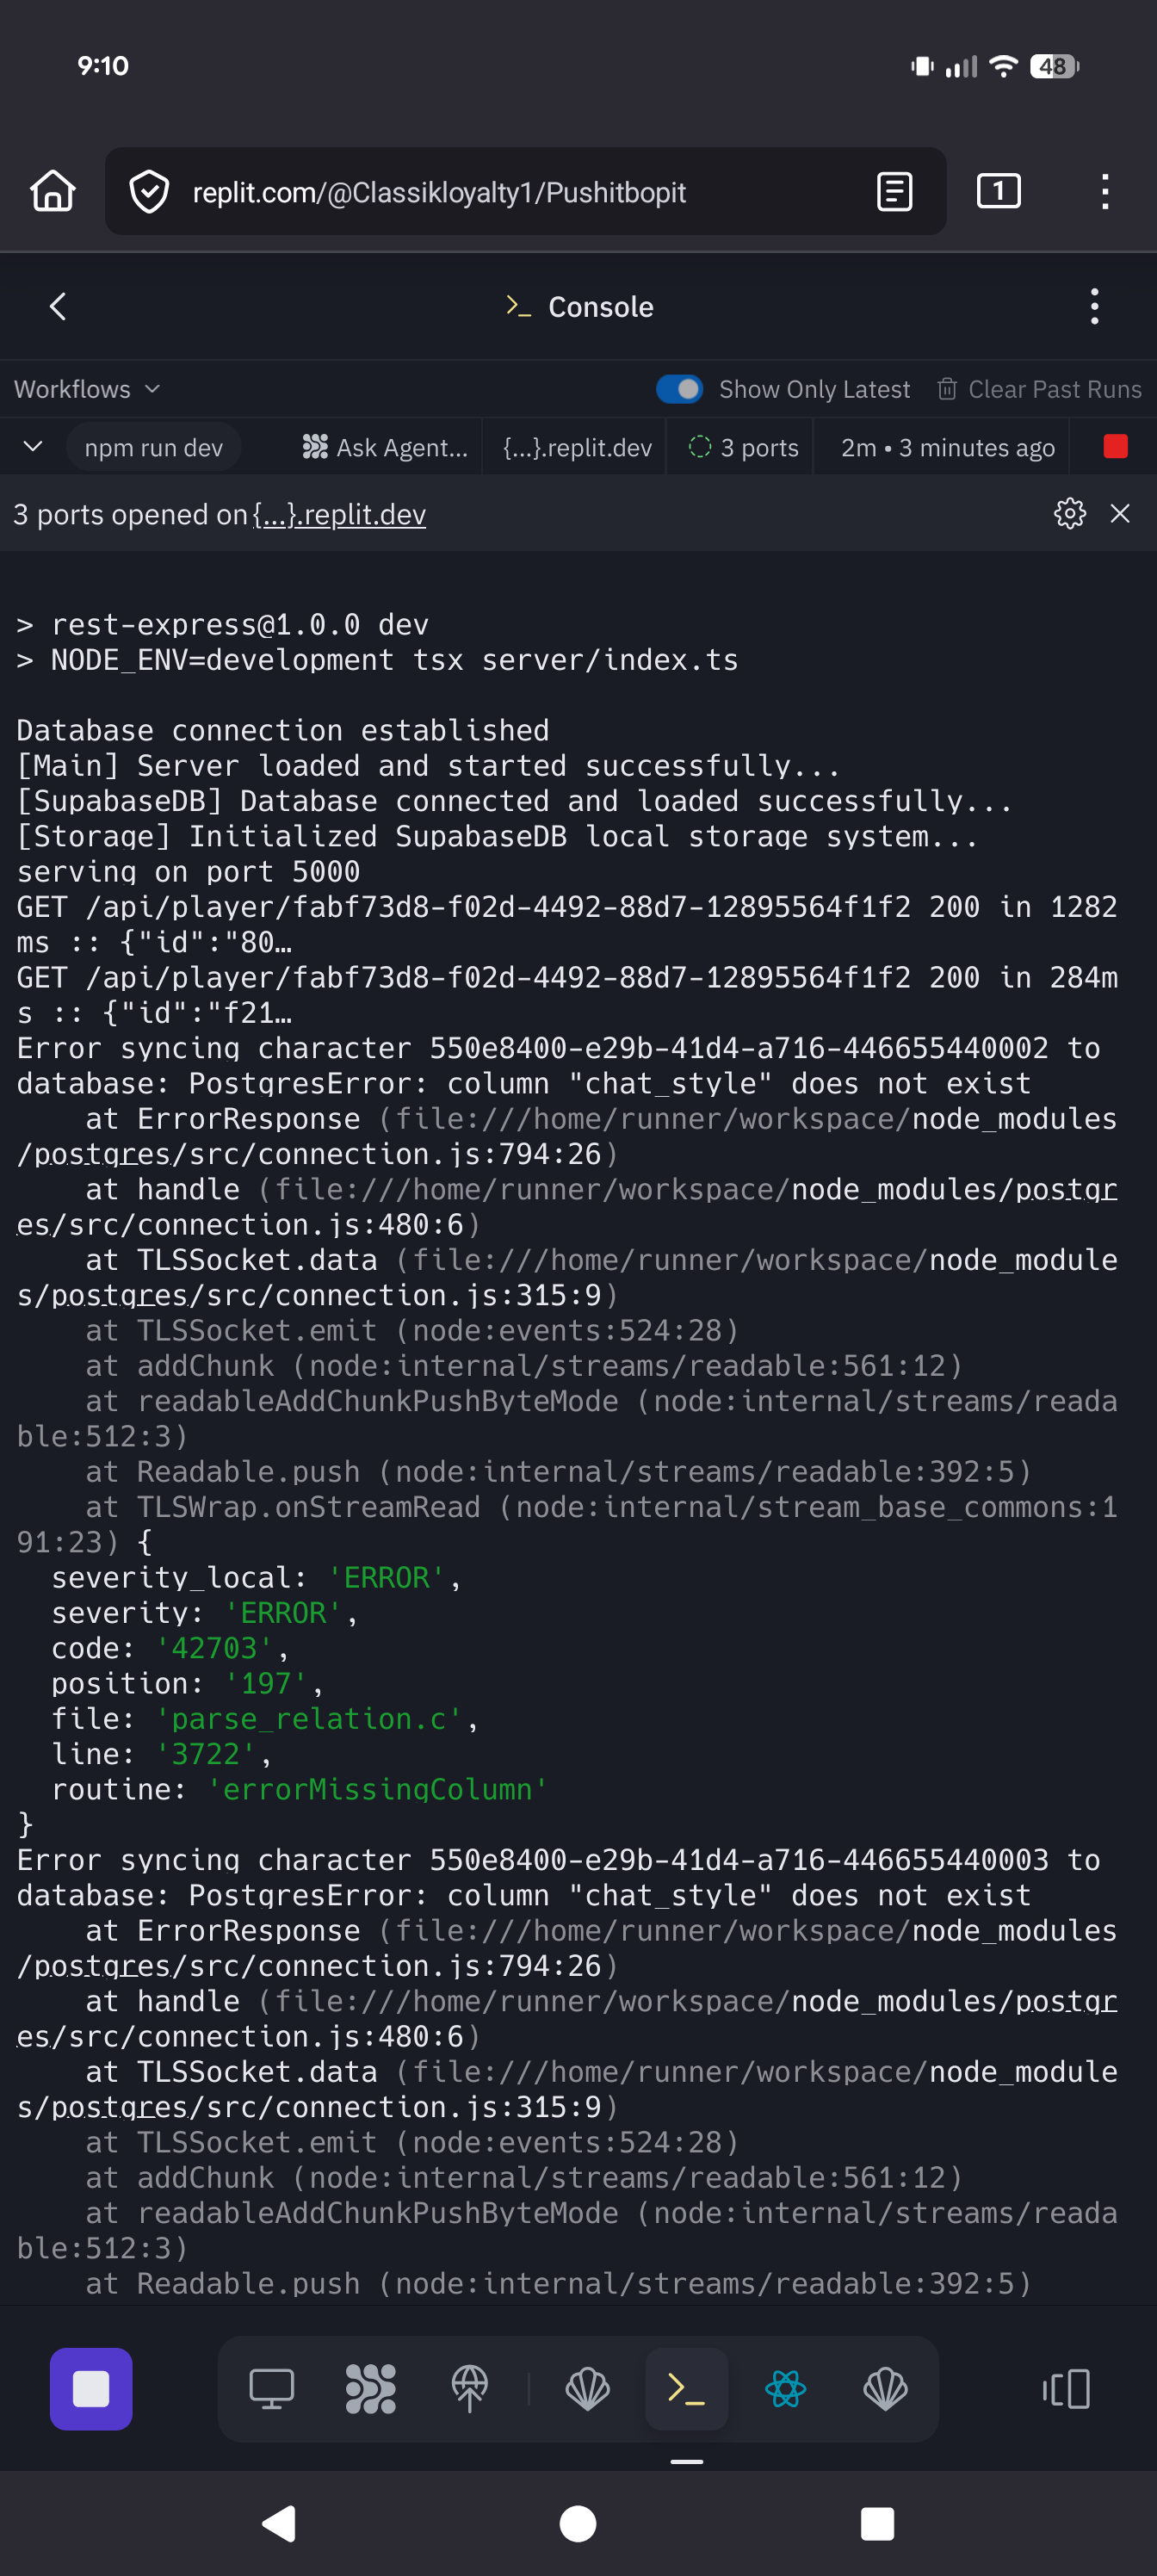 9:10
48
replit.com/@Classikloyalty1/Pushitbopit
1
>_ Console
Workflows
Show Only Latest
Clear Past Runs
npm run dev
Ask Agent...
{...}.replit.dev
3 ports
2m • 3 minutes ago
3 ports opened on {...}.replit.dev
> rest-express@1.0.0 dev
> NODE_ENV=development tsx server/index.ts
Database connection established
[Main] Server loaded and started successfully...
[SupabaseDB] Database connected and loaded successfully...
[Storage] Initialized SupabaseDB local storage system...
serving on port 5000
GET /api/player/fabf73d8-f02d-4492-88d7-12895564f1f2 200 in 1282
ms :: {"id":"80…
GET /api/player/fabf73d8-f02d-4492-88d7-12895564f1f2 200 in 284m
s :: {"id":"f21…
Error syncing character 550e8400-e29b-41d4-a716-446655440002 to
database: PostgresError: column "chat_style" does not exist
at ErrorResponse (file:///home/runner/workspace/node_modules
/postgres/src/connection.js:794:26)
at handle (file:///home/runner/workspace/node_modules/postgr
es/src/connection.js:480:6)
at TLSSocket.data (file:///home/runner/workspace/node_module
s/postgres/src/connection.js:315:9)
at TLSSocket.emit (node:events:524:28)
at addChunk (node:internal/streams/readable:561:12)
at readableAddChunkPushByteMode (node:internal/streams/reada
ble:512:3)
at Readable.push (node:internal/streams/readable:392:5)
at TLSWrap.onStreamRead (node:internal/stream_base_commons:1
91:23) {
severity_local: 'ERROR',
severity: 'ERROR',
code: '42703',
position: '197',
file: 'parse_relation.c',
line: '3722',
routine: 'errorMissingColumn'
}
Error syncing character 550e8400-e29b-41d4-a716-446655440003 to
database: PostgresError: column "chat_style" does not exist
at ErrorResponse (file:///home/runner/workspace/node_modules
/postgres/src/connection.js:794:26)
at handle (file:///home/runner/workspace/node_modules/postgr
es/src/connection.js:480:6)
at TLSSocket.data (file:///home/runner/workspace/node_module
s/postgres/src/connection.js:315:9)
at TLSSocket.emit (node:events:524:28)
at addChunk (node:internal/streams/readable:561:12)
at readableAddChunkPushByteMode (node:internal/streams/reada
ble:512:3)
at Readable.push (node:internal/streams/readable:392:5)